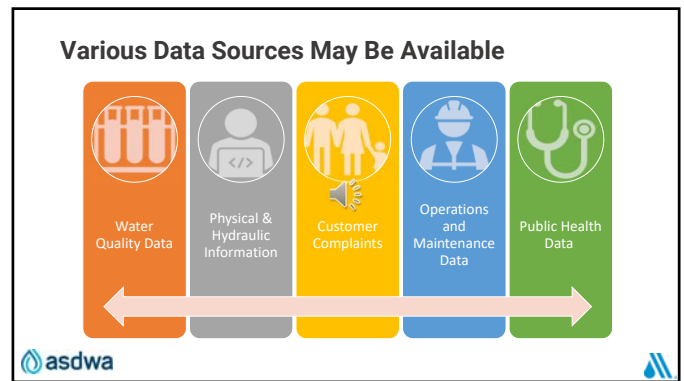 Various Data Sources May Be Available
Water
Quality Data
</>
Physical &
Hydraulic
Information
Customer
Complaints
Operations
and
Maintenance
Data
Public Health
Data
asdwa